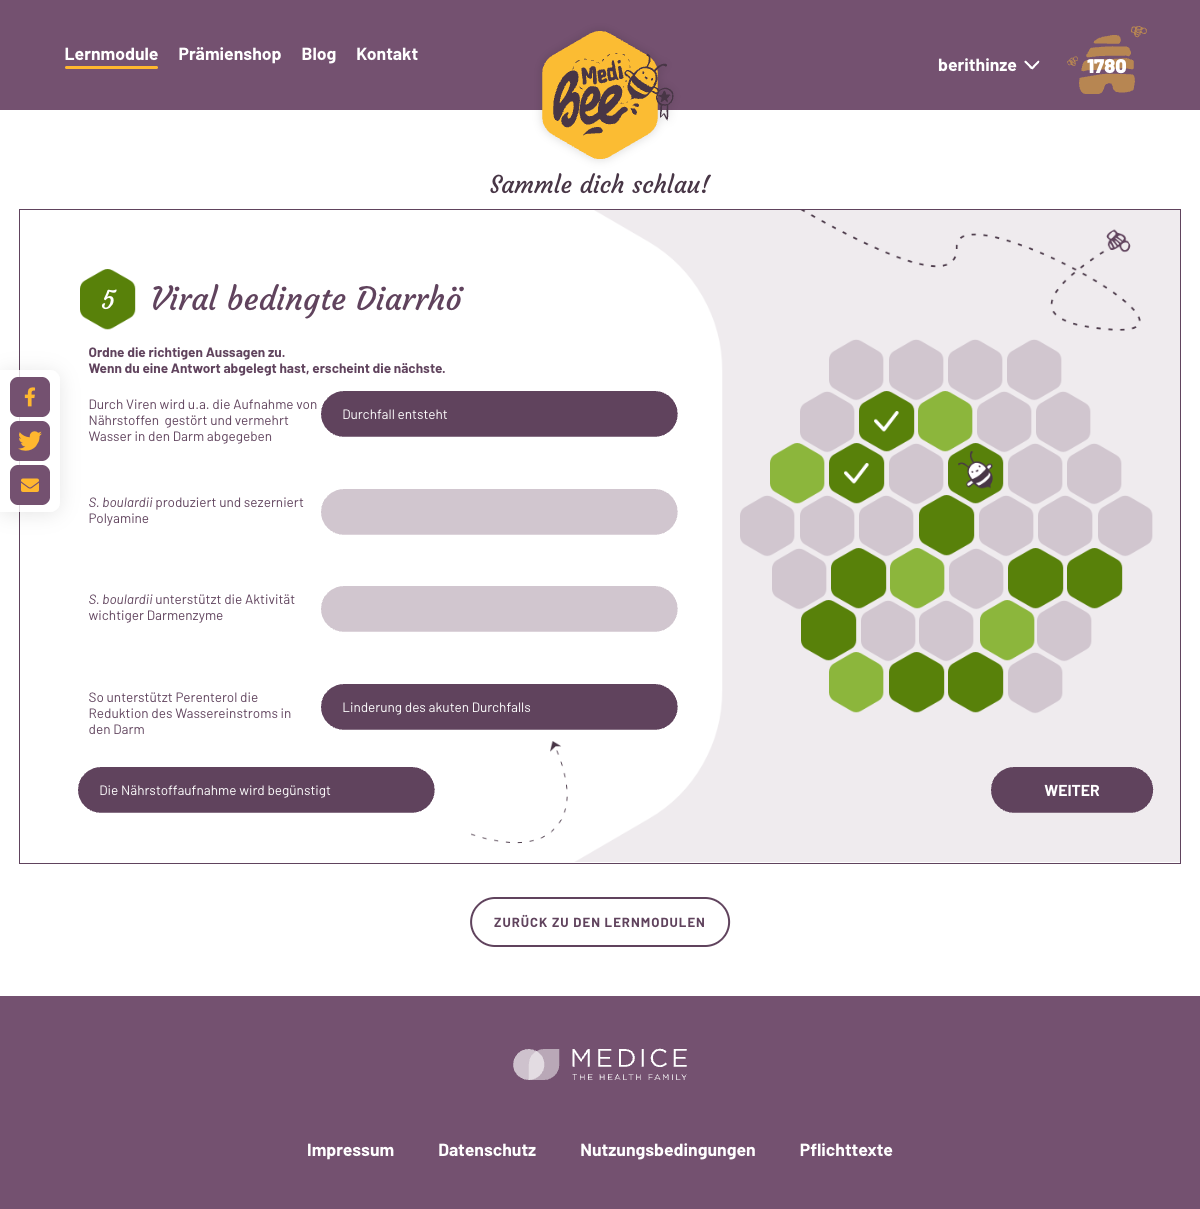 Lernmodule Prämienshop Blog Kontakt
Medi
bee
berithinze 1780
Sammle dich schlau!
5 Viral bedingte Diarrhö
Ordne die richtigen Aussagen zu.
Wenn du eine Antwort abgelegt hast, erscheint die nächste.
Durch Viren wird u.a. die Aufnahme von
Nährstoffen gestört und vermehrt
Wasser in den Darm abgegeben
Durchfall entsteht
S. boulardii produziert und sezerniert
Polyamine
S. boulardii unterstützt die Aktivität
wichtiger Darmenzyme
So unterstützt Perenterol die
Reduktion des Wassereinstroms in
den Darm
Linderung des akuten Durchfalls
Die Nährstoffaufnahme wird begünstigt
WEITER
ZURÜCK ZU DEN LERNMODULEN
MEDICE
THE HEALTH FAMILY
Impressum Datenschutz Nutzungsbedingungen Pflichttexte